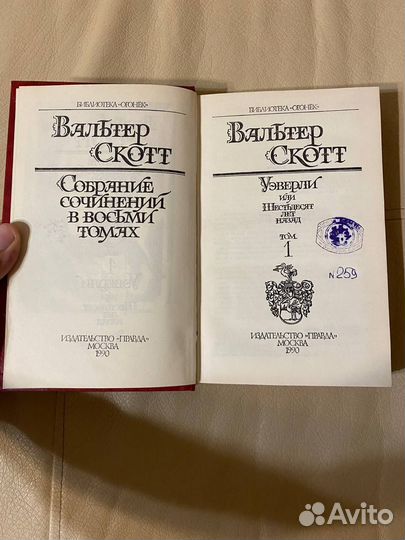 БИБЛИОТЕКА «ОГОНЁК»
ВАЛЬТЕР
СКОТТ
СОБРАНИЕ
СОЧИНЕНИЙ
В ВОСЬМИ
ТОМАХ
ИЗДАТЕЛЬСТВО «ПРАВДА»
МОСКВА
1990
БИБЛИОТЕКА «ОГОНЁК»
ВАЛЬТЕР
СКОТТ
УЭВЕРЛИ
ИЛИ
ШЕСТЬДЕСЯТ
ЛЕТ
НАЗАД
ТОМ
1
N 259
ИЗДАТЕЛЬСТВО «ПРАВДА»
МОСКВА
1990
Avito